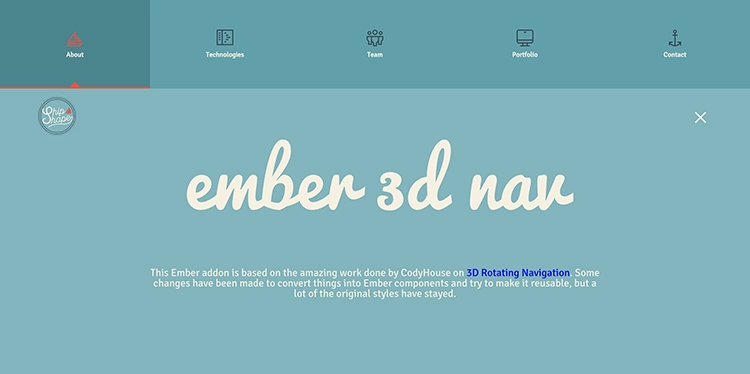 About
Technologies
Team
Portfolio
Contact
Ship
Shape
ember 3d nav
This Ember addon is based on the amazing work done by CodyHouse on 3D Rotating Navigation. Some
changes have been made to convert things into Ember components and try to make it reusable, but a
lot of the original styles have stayed.